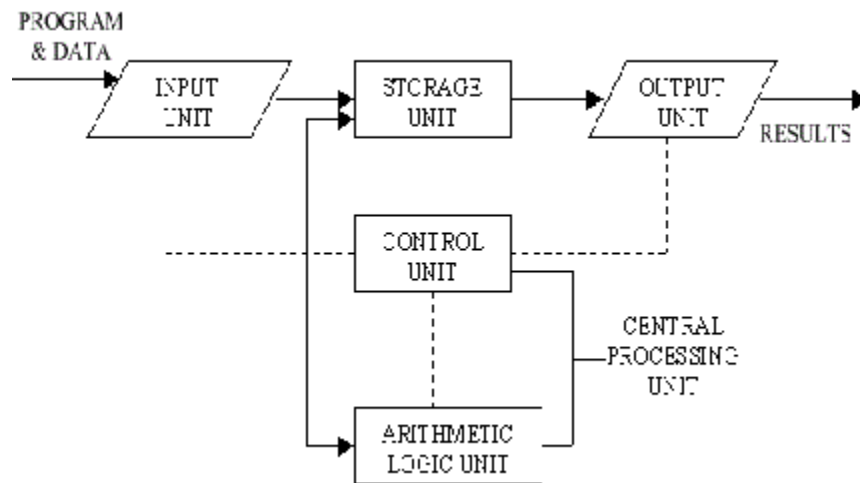 PROGRAM
& DATA
INPUT
UNIT
STORAGE
UNIT
OUTPUT
UNIT
RESULTS
CONTROL
UNIT
CENTRAL
PROCESSING
UNIT
ARITHMETIC
LOGIC UNIT